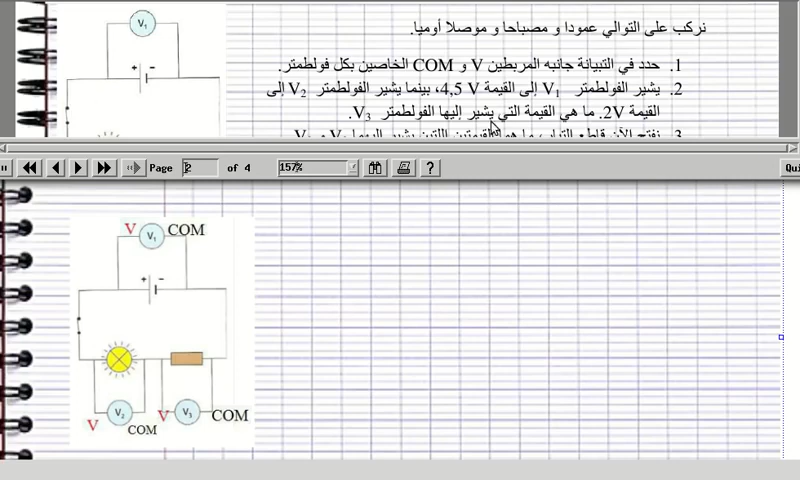 نركب على التوالي عمودا و مصباحا و موصلا أوميا.
1. حدد في التبيانة جانبه المربطين V و COM الخاصين بكل فولطمتر.
2. يشير الفولطمتر V₁ إلى القيمة 4,5 V، بينما يشير الفولطمتر V₂ إلى
القيمة 2V. ما هي القيمة التي يشير إليها الفولطمتر V₃.
V₁
+ −
Page 2 of 4 157% ? Qui
V V₁ COM
+ −
V₂ V V₃ COM
V COM